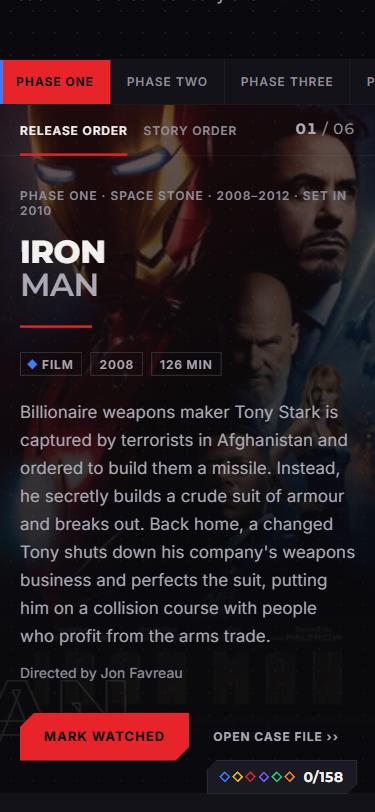 PHASE ONE PHASE TWO PHASE THREE P
RELEASE ORDER STORY ORDER 01 / 06
PHASE ONE · SPACE STONE · 2008–2012 · SET IN
2010
IRON
MAN
FILM 2008 126 MIN
Billionaire weapons maker Tony Stark is
captured by terrorists in Afghanistan and
ordered to build them a missile. Instead,
he secretly builds a crude suit of armour
and breaks out. Back home, a changed
Tony shuts down his company's weapons
business and perfects the suit, putting
him on a collision course with people
who profit from the arms trade.
IRON MAN
Directed by Jon Favreau
AN
MARK WATCHED OPEN CASE FILE ››
0/158